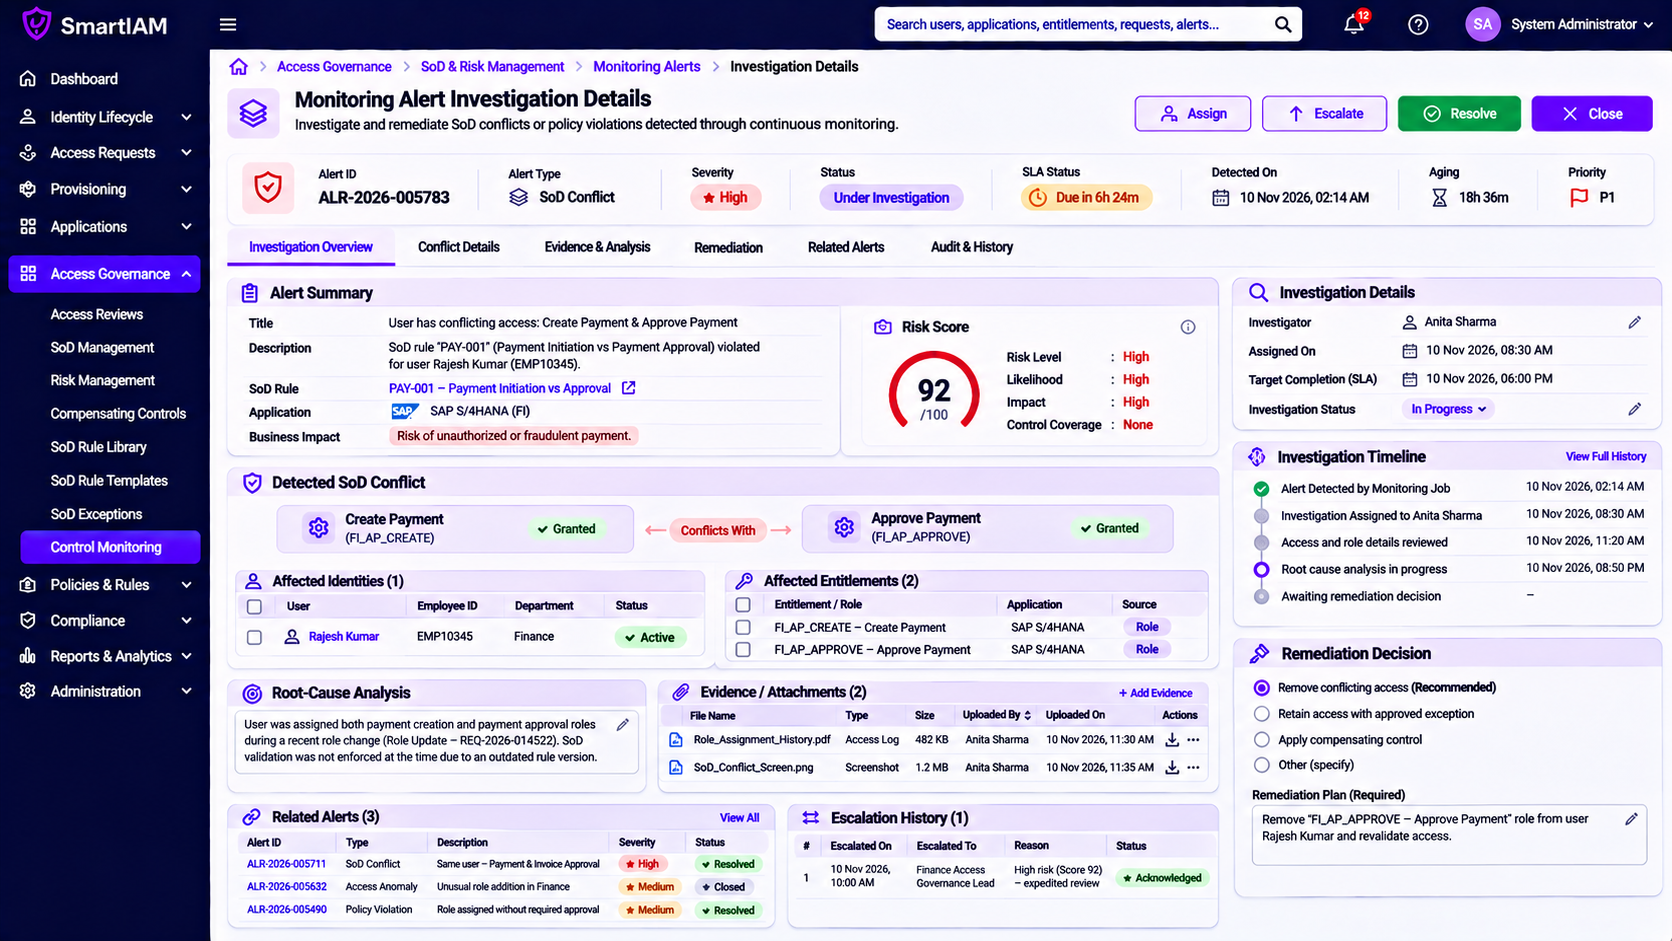 SmartIAM
Search users, applications, entitlements, requests, alerts...
12
SA
System Administrator
Dashboard
Identity Lifecycle
Access Requests
Provisioning
Applications
Access Governance
Access Reviews
SoD Management
Risk Management
Compensating Controls
SoD Rule Library
SoD Rule Templates
SoD Exceptions
Control Monitoring
Policies & Rules
Compliance
Reports & Analytics
Administration
Access Governance > SoD & Risk Management > Monitoring Alerts > Investigation Details
Monitoring Alert Investigation Details
Investigate and remediate SoD conflicts or policy violations detected through continuous monitoring.
Assign
Escalate
Resolve
Close
Alert ID
ALR-2026-005783
Alert Type
SoD Conflict
Severity
High
Status
Under Investigation
SLA Status
Due in 6h 24m
Detected On
10 Nov 2026, 02:14 AM
Aging
18h 36m
Priority
P1
Investigation Overview
Conflict Details
Evidence & Analysis
Remediation
Related Alerts
Audit & History
Alert Summary
Title User has conflicting access: Create Payment & Approve Payment
Description SoD rule "PAY-001" (Payment Initiation vs Payment Approval) violated
for user Rajesh Kumar (EMP10345).
SoD Rule PAY-001 – Payment Initiation vs Approval
Application SAP SAP S/4HANA (FI)
Business Impact Risk of unauthorized or fraudulent payment.
Risk Score
92
/100
Risk Level : High
Likelihood : High
Impact : High
Control Coverage : None
Detected SoD Conflict
Create Payment
(FI_AP_CREATE)
Granted
Conflicts With
Approve Payment
(FI_AP_APPROVE)
Granted
Affected Identities (1)
User Employee ID Department Status
Rajesh Kumar EMP10345 Finance Active
Affected Entitlements (2)
Entitlement / Role Application Source
FI_AP_CREATE – Create Payment SAP S/4HANA Role
FI_AP_APPROVE – Approve Payment SAP S/4HANA Role
Root-Cause Analysis
User was assigned both payment creation and payment approval roles
during a recent role change (Role Update – REQ-2026-014522). SoD
validation was not enforced at the time due to an outdated rule version.
Evidence / Attachments (2)
+ Add Evidence
File Name Type Size Uploaded By Uploaded On Actions
Role_Assignment_History.pdf Access Log 482 KB Anita Sharma 10 Nov 2026, 11:30 AM
SoD_Conflict_Screen.png Screenshot 1.2 MB Anita Sharma 10 Nov 2026, 11:35 AM
Related Alerts (3)
View All
Alert ID Type Description Severity Status
ALR-2026-005711 SoD Conflict Same user – Payment & Invoice Approval High Resolved
ALR-2026-005632 Access Anomaly Unusual role addition in Finance Medium Closed
ALR-2026-005490 Policy Violation Role assigned without required approval Medium Resolved
Escalation History (1)
# Escalated On Escalated To Reason Status
1 10 Nov 2026, Finance Access High risk (Score 92) Acknowledged
10:00 AM Governance Lead – expedited review
Investigation Details
Investigator Anita Sharma
Assigned On 10 Nov 2026, 08:30 AM
Target Completion (SLA) 10 Nov 2026, 06:00 PM
Investigation Status In Progress
Investigation Timeline
View Full History
Alert Detected by Monitoring Job 10 Nov 2026, 02:14 AM
Investigation Assigned to Anita Sharma 10 Nov 2026, 08:30 AM
Access and role details reviewed 10 Nov 2026, 11:20 AM
Root cause analysis in progress 10 Nov 2026, 08:50 PM
Awaiting remediation decision –
Remediation Decision
Remove conflicting access (Recommended)
Retain access with approved exception
Apply compensating control
Other (specify)
Remediation Plan (Required)
Remove "FI_AP_APPROVE – Approve Payment" role from user
Rajesh Kumar and revalidate access.